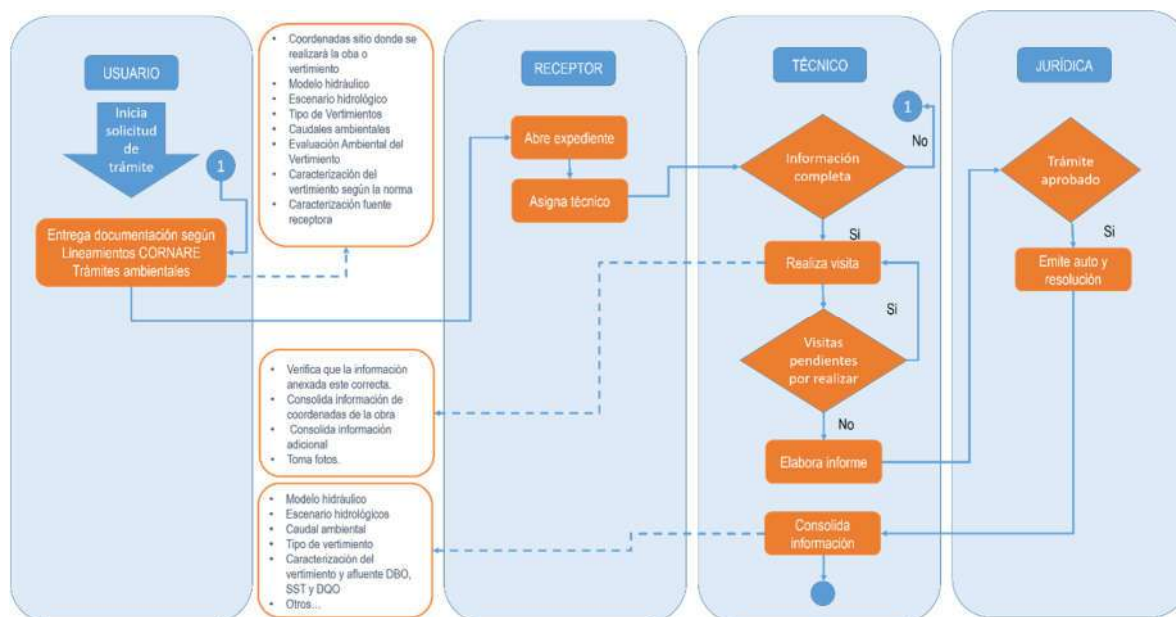 USUARIO
Inicia
solicitud
de
trámite
1
Entrega documentación según
Lineamientos CORNARE
Trámites ambientales
• Coordenadas sitio donde se
realizará la oba o
vertimiento
• Modelo hidráulico
• Escenario hidrológico
• Tipo de Vertimientos
• Caudales ambientales
• Evaluación Ambiental del
Vertimiento
• Caracterización del
vertimiento según la norma
• Caracterización fuente
receptora
• Verifica que la información
anexada este correcta.
• Consolida información de
coordenadas de la obra
• Consolida información
adicional
• Toma fotos.
• Modelo hidráulico
• Escenario hidrológicos
• Caudal ambiental
• Tipo de vertimiento
• Caracterización del
vertimiento y afluente DBO,
SST y DQO
• Otros...
RECEPTOR
Abre expediente
Asigna técnico
TÉCNICO
1
No
Información
completa
Si
Realiza visita
Si
Visitas
pendientes
por realizar
No
Elabora informe
Consolida
información
JURÍDICA
Trámite
aprobado
Si
Emite auto y
resolución